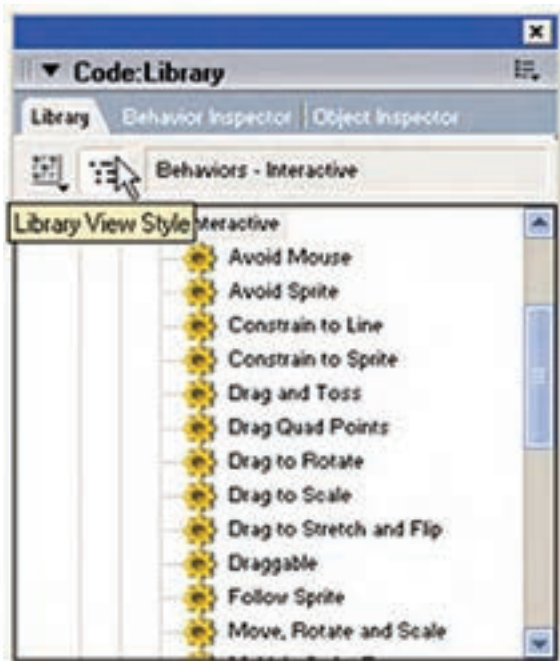 Code:Library
Library Behavior Inspector Object Inspector
Behaviors - Interactive
Library View Style
nteractive
Avoid Mouse
Avoid Sprite
Constrain to Line
Constrain to Sprite
Drag and Toss
Drag Quad Points
Drag to Rotate
Drag to Scale
Drag to Stretch and Flip
Draggable
Follow Sprite
Move, Rotate and Scale